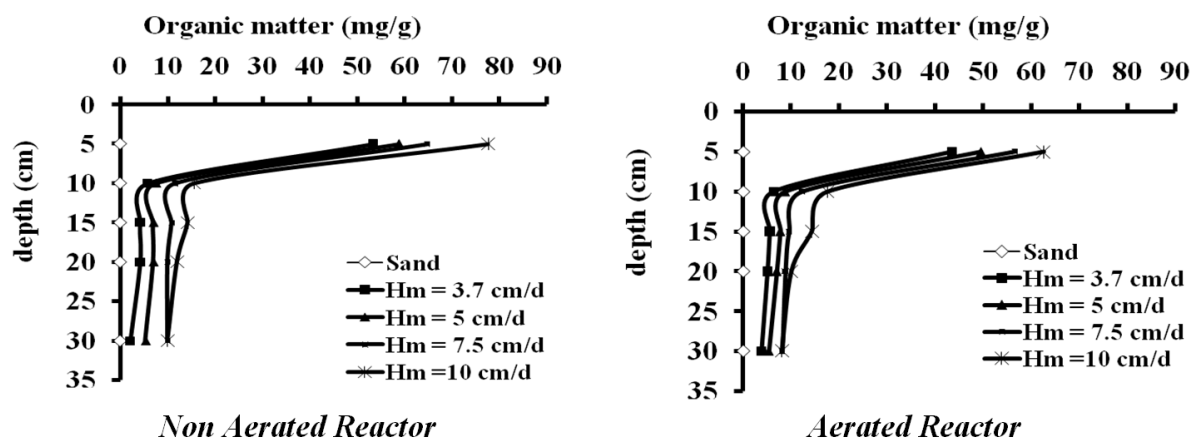 Organic matter (mg/g)
0 10 20 30 40 50 60 70 80 90
0
5
10
15
20
25
30
35
depth (cm)
Sand
Hm = 3.7 cm/d
Hm = 5 cm/d
Hm = 7.5 cm/d
Hm =10 cm/d
Non Aerated Reactor
Organic matter (mg/g)
0 10 20 30 40 50 60 70 80 90
0
5
10
15
20
25
30
35
depth (cm)
Sand
Hm = 3.7 cm/d
Hm = 5 cm/d
Hm = 7.5 cm/d
Hm =10 cm/d
Aerated Reactor